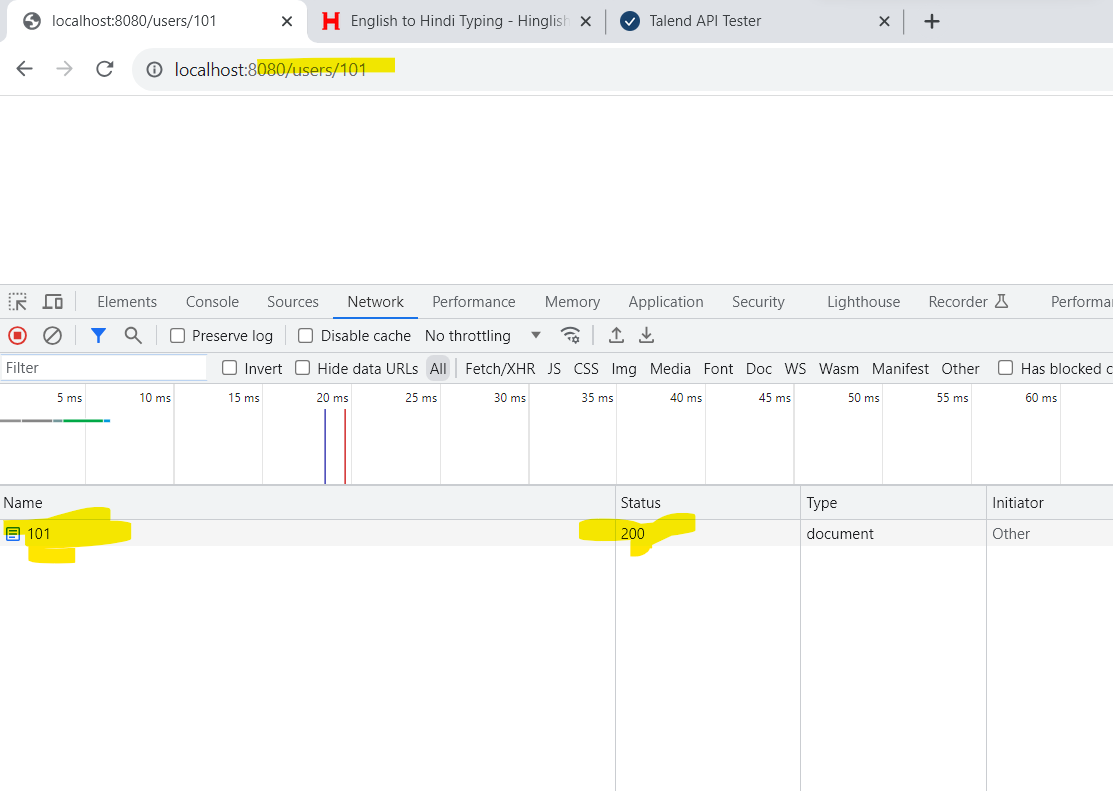 localhost:8080/users/101 English to Hindi Typing - Hinglish Talend API Tester
localhost:8080/users/101
Elements Console Sources Network Performance Memory Application Security Lighthouse Recorder Performa
Preserve log Disable cache No throttling
Filter Invert Hide data URLs All Fetch/XHR JS CSS Img Media Font Doc WS Wasm Manifest Other Has blocked c
5 ms 10 ms 15 ms 20 ms 25 ms 30 ms 35 ms 40 ms 45 ms 50 ms 55 ms 60 ms
Name Status Type Initiator
101 200 document Other